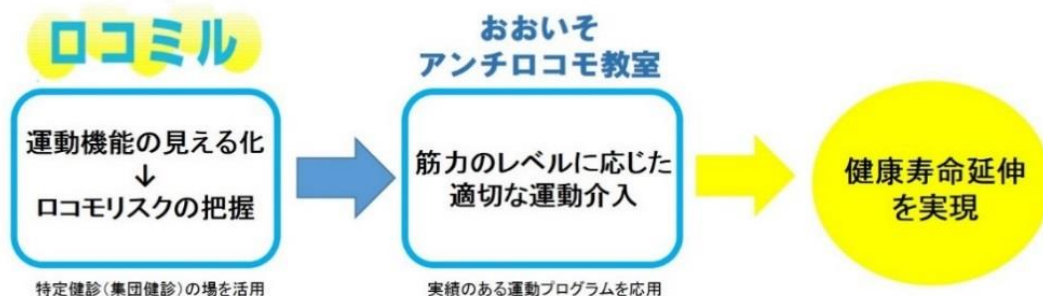 ロコミル
運動機能の見える化
↓
ロコモリスクの把握
特定健診(集団健診)の場を活用
おおいそ
アンチロコモ教室
筋力のレベルに応じた
適切な運動介入
実績のある運動プログラムを応用
健康寿命延伸
を実現